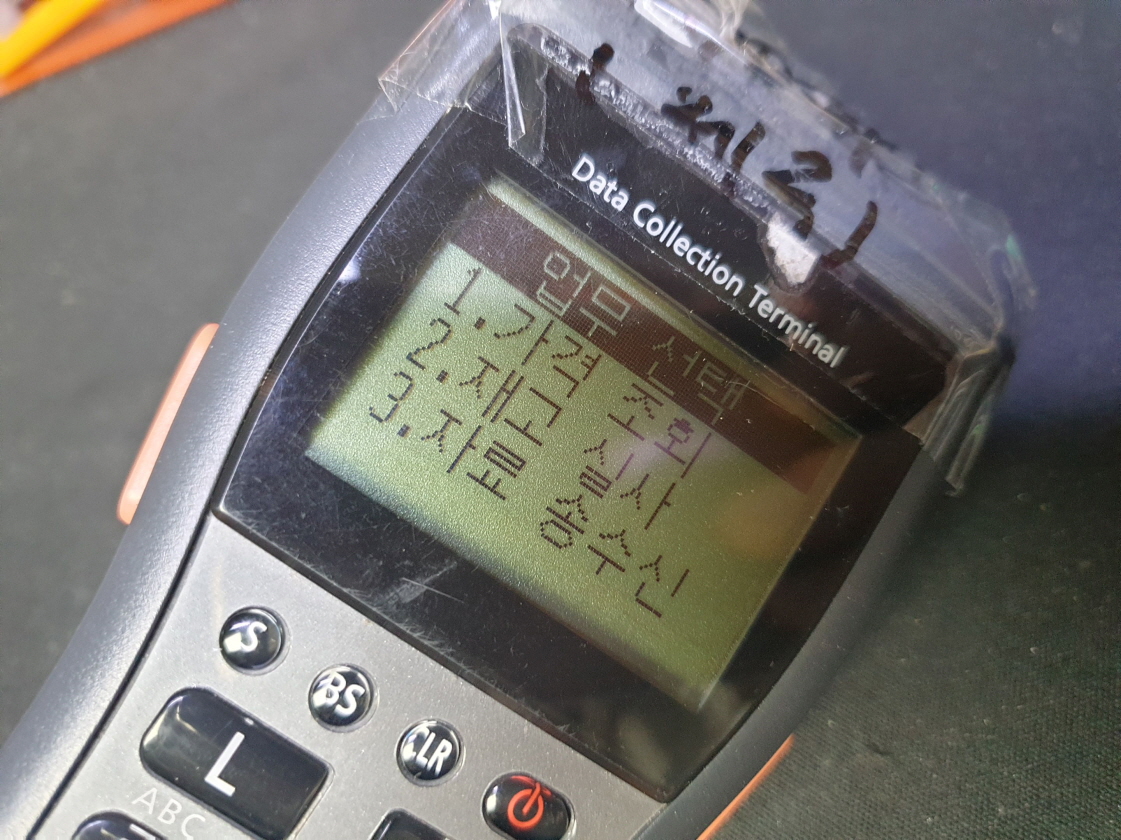 Data Collection Terminal
업무 선택
1.가격 조회
2.재고 실사
3.자료 송수신
S
BS
CLR
L
ABC